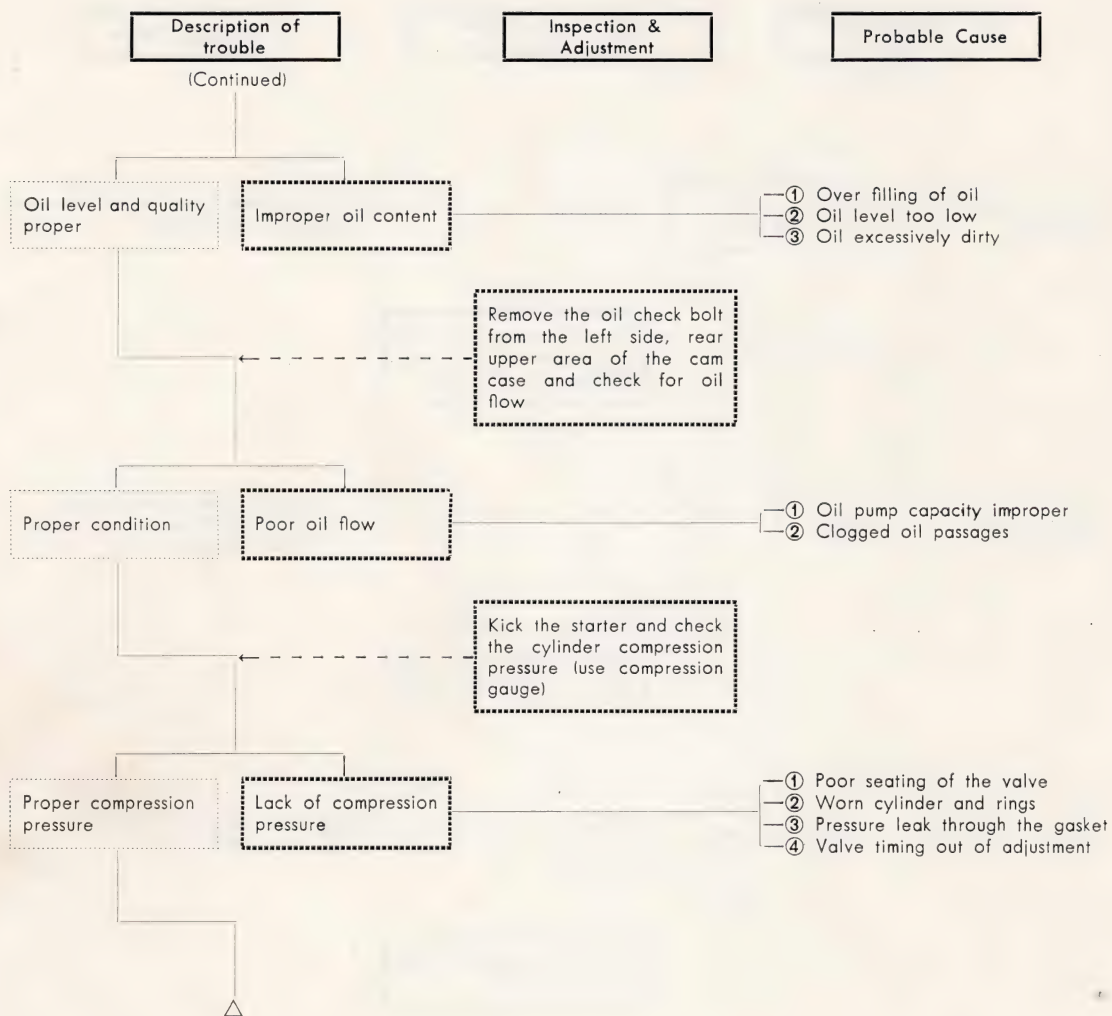 Description of
trouble
Inspection &
Adjustment
Probable Cause
(Continued)
Oil level and quality
proper
Improper oil content
① Over filling of oil
② Oil level too low
③ Oil excessively dirty
Remove the oil check bolt
from the left side, rear
upper area of the cam
case and check for oil
flow
Proper condition
Poor oil flow
① Oil pump capacity improper
② Clogged oil passages
Kick the starter and check
the cylinder compression
pressure (use compression
gauge)
Proper compression
pressure
Lack of compression
pressure
① Poor seating of the valve
② Worn cylinder and rings
③ Pressure leak through the gasket
④ Valve timing out of adjustment